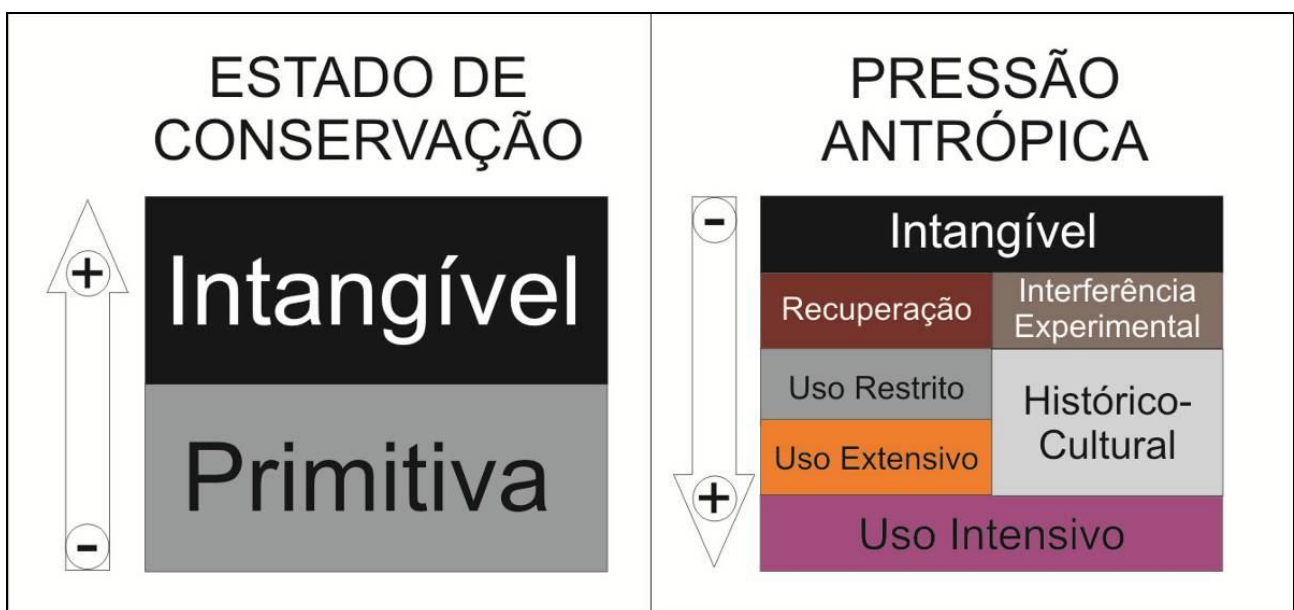 ESTADO DE
CONSERVAÇÃO
+
Intangível
Primitiva
-
PRESSÃO
ANTRÓPICA
-
Intangível
Recuperação
Interferência
Experimental
Uso Restrito
Histórico-
Cultural
Uso Extensivo
+
Uso Intensivo